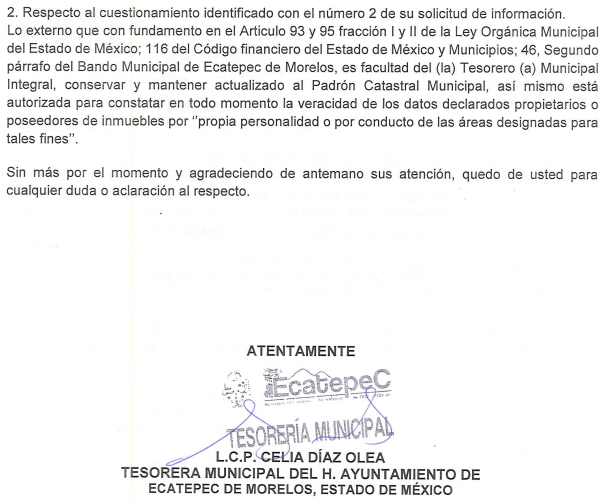 2. Respecto al cuestionamiento identificado con el número 2 de su solicitud de información.
Lo externo que con fundamento en el Articulo 93 y 95 fracción I y II de la Ley Orgánica Municipal
del Estado de México; 116 del Código financiero del Estado de México y Municipios; 46, Segundo
párrafo del Bando Municipal de Ecatepec de Morelos, es facultad del (la) Tesorero (a) Municipal
Integral, conservar y mantener actualizado al Padrón Catastral Municipal, así mismo está
autorizada para constatar en todo momento la veracidad de los datos declarados propietarios o
poseedores de inmuebles por “propia personalidad o por conducto de las áreas designadas para
tales fines”.
Sin más por el momento y agradeciendo de antemano sus atención, quedo de usted para
cualquier duda o aclaración al respecto.
ATENTAMENTE
EcatepeC
TESORERÍA MUNICIPAL
L.C.P. CELIA DÍAZ OLEA
TESORERA MUNICIPAL DEL H. AYUNTAMIENTO DE
ECATEPEC DE MORELOS, ESTADO DE MÉXICO